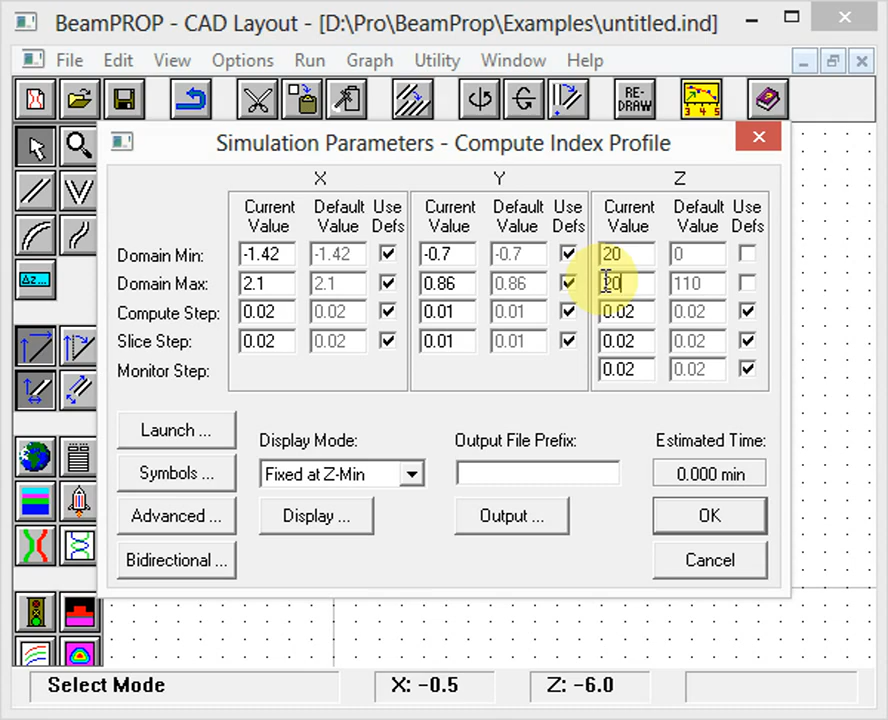 BeamPROP - CAD Layout - [D:\Pro\BeamProp\Examples\untitled.ind]
File Edit View Options Run Graph Utility Window Help
RE-DRAW
3 4 5
Simulation Parameters - Compute Index Profile
X Y Z
Current Value Default Value Use Defs Current Value Default Value Use Defs Current Value Default Value Use Defs
Domain Min: -1.42 -1.42 -0.7 -0.7 20 0
Domain Max: 2.1 2.1 0.86 0.86 20 110
Compute Step: 0.02 0.02 0.01 0.01 0.02 0.02
Slice Step: 0.02 0.02 0.01 0.01 0.02 0.02
Monitor Step: 0.02 0.02
Launch ...
Display Mode: Output File Prefix: Estimated Time:
Symbols ... Fixed at Z-Min 0.000 min
Advanced ... Display ... Output ... OK
Bidirectional ... Cancel
Δz...
Select Mode X: -0.5 Z: -6.0